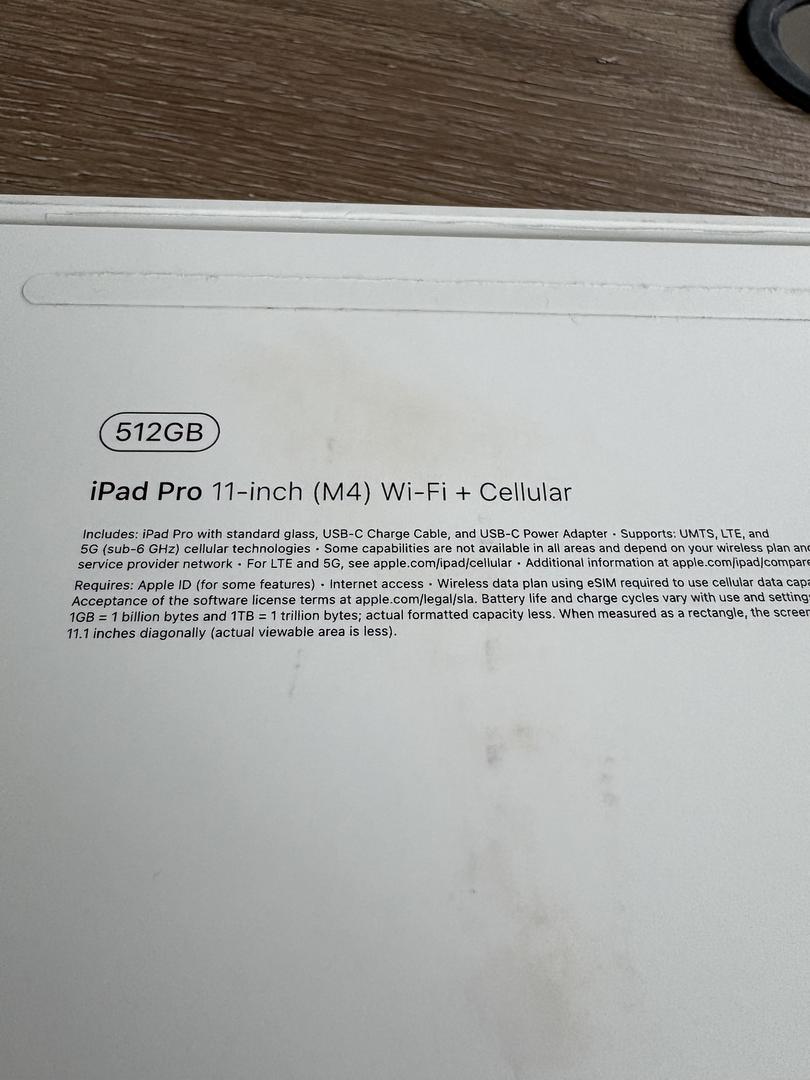 512GB
iPad Pro 11-inch (M4) Wi-Fi + Cellular
Includes: iPad Pro with standard glass, USB-C Charge Cable, and USB-C Power Adapter • Supports: UMTS, LTE, and
5G (sub-6 GHz) cellular technologies • Some capabilities are not available in all areas and depend on your wireless plan and
service provider network • For LTE and 5G, see apple.com/ipad/cellular • Additional information at apple.com/ipad/compare
Requires: Apple ID (for some features) • Internet access • Wireless data plan using eSIM required to use cellular data
Acceptance of the software license terms at apple.com/legal/sla. Battery life and charge cycles vary with use and
1GB = 1 billion bytes and 1TB = 1 trillion bytes; actual formatted capacity less. When measured as a rectangle, the screen
11.1 inches diagonally (actual viewable area is less).